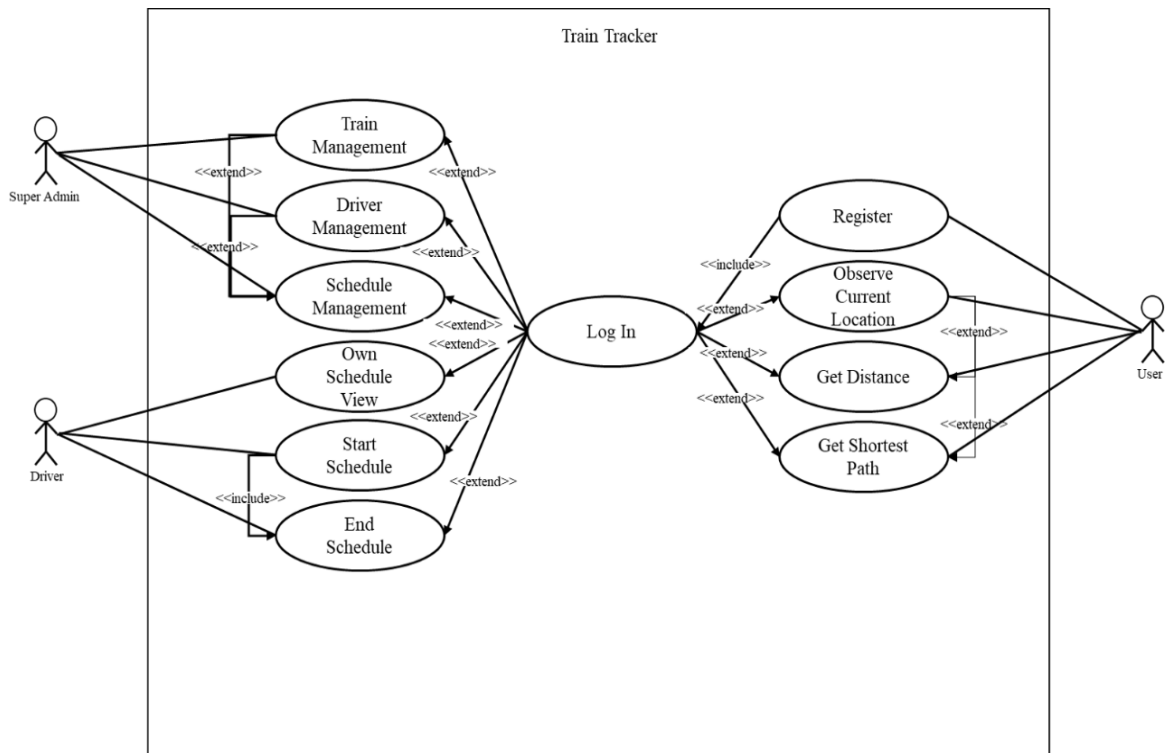 Train Tracker
Train
Management
<<extend>>
<<extend>>
Super Admin
Driver
Management
Register
<<extend>>
<<extend>>
<<include>>
Schedule
Management
Observe
Current
Location
<<extend>>
<<extend>>
<<extend>>
Log In
<<extend>>
<<extend>>
Own
Schedule
View
Get Distance
User
<<extend>>
<<extend>>
<<extend>>
Start
Schedule
Get Shortest
Path
Driver
<<include>>
<<extend>>
End
Schedule